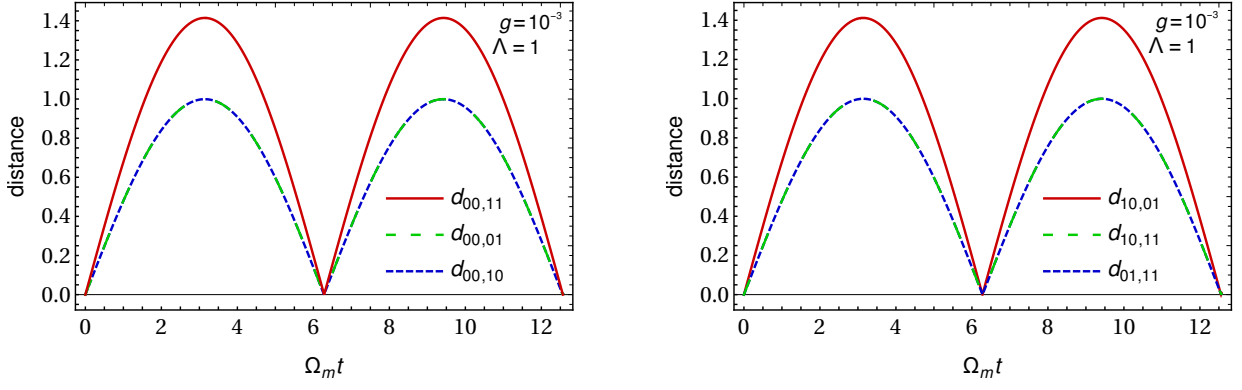 g = 10⁻³
Λ = 1
distance
1.4
1.2
1.0
0.8
0.6
0.4
0.2
0.0
d₀₀,₁₁
d₀₀,₀₁
d₀₀,₁₀
0 2 4 6 8 10 12
Ωₘt
g = 10⁻³
Λ = 1
distance
1.4
1.2
1.0
0.8
0.6
0.4
0.2
0.0
d₁₀,₀₁
d₁₀,₁₁
d₀₁,₁₁
0 2 4 6 8 10 12
Ωₘt